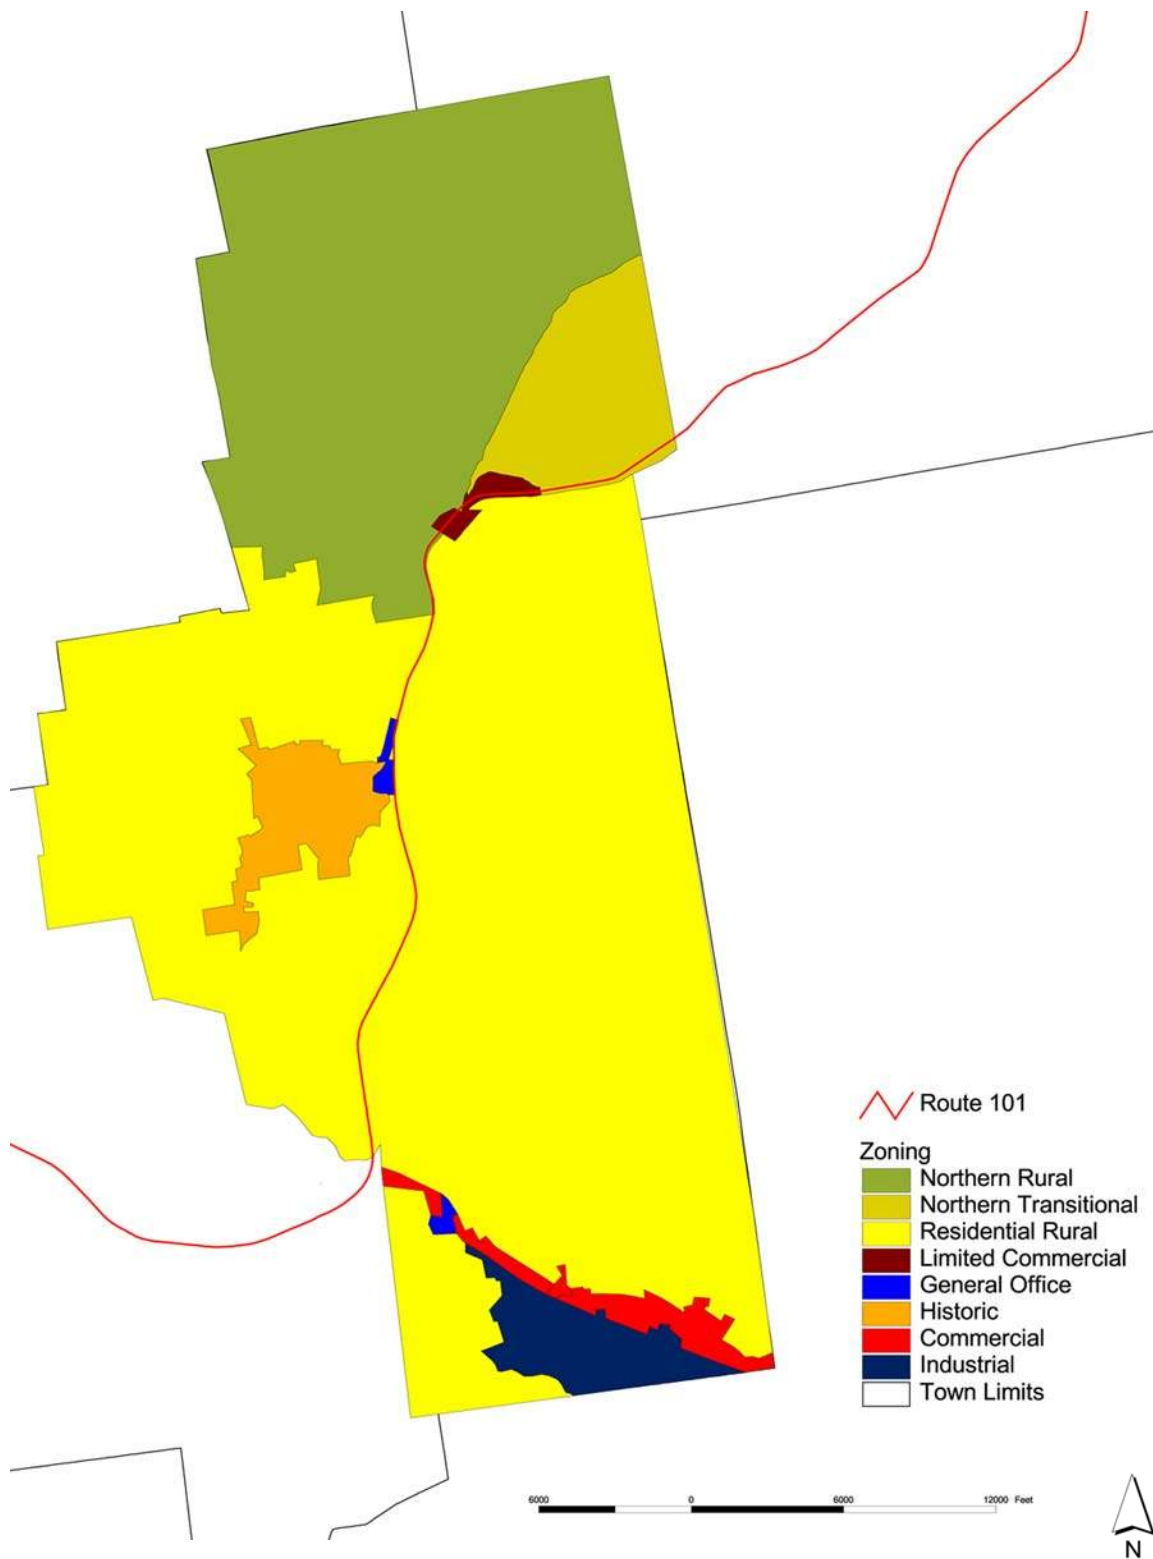 Route 101
Zoning
Northern Rural
Northern Transitional
Residential Rural
Limited Commercial
General Office
Historic
Commercial
Industrial
Town Limits
6000 0 6000 12000 Feet
N